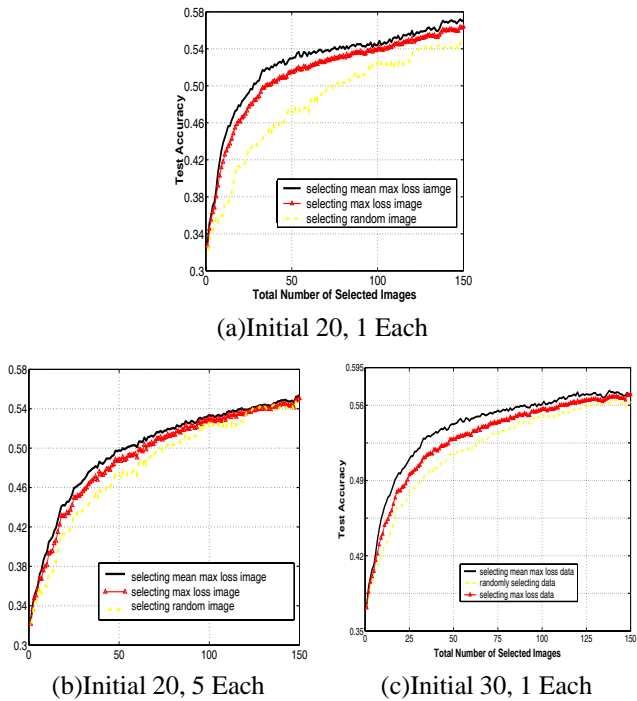 0.58
0.54
0.50
0.46
0.42
0.38
0.34
0.3
Test Accuracy
selecting mean max loss iamge
selecting max loss image
selecting random image
0 50 100 150
Total Number of Selected Images
(a)Initial 20, 1 Each
0.58
0.54
0.50
0.46
0.42
0.38
0.34
0.3
selecting mean max loss image
selecting max loss image
selecting random image
0 50 100 150
(b)Initial 20, 5 Each
0.595
0.56
0.49
0.42
0.35
Test Accuracy
selecting mean max loss data
randomly selecting data
selecting max loss data
0 25 50 75 100 125 150
Total Number of Selected Images
(c)Initial 30, 1 Each